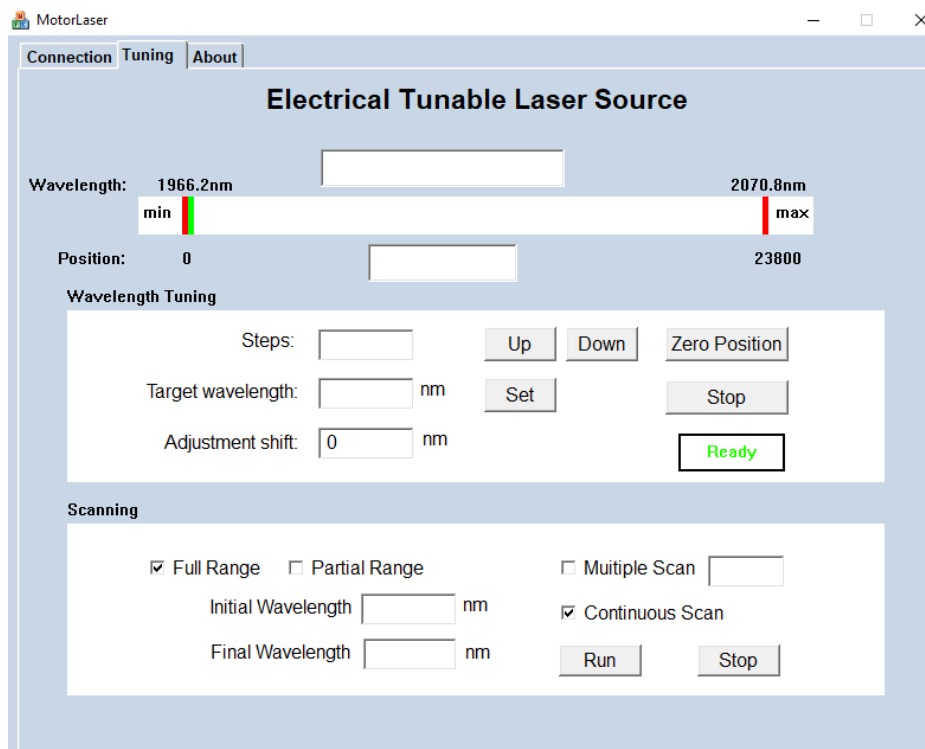 MotorLaser
Connection Tuning About
Electrical Tunable Laser Source
Wavelength: 1966.2nm 2070.8nm
min max
Position: 0 23800
Wavelength Tuning
Steps: Up Down Zero Position
Target wavelength: nm Set Stop
Adjustment shift: 0 nm Ready
Scanning
Full Range Partial Range Muitiple Scan
Initial Wavelength nm Continuous Scan
Final Wavelength nm Run Stop